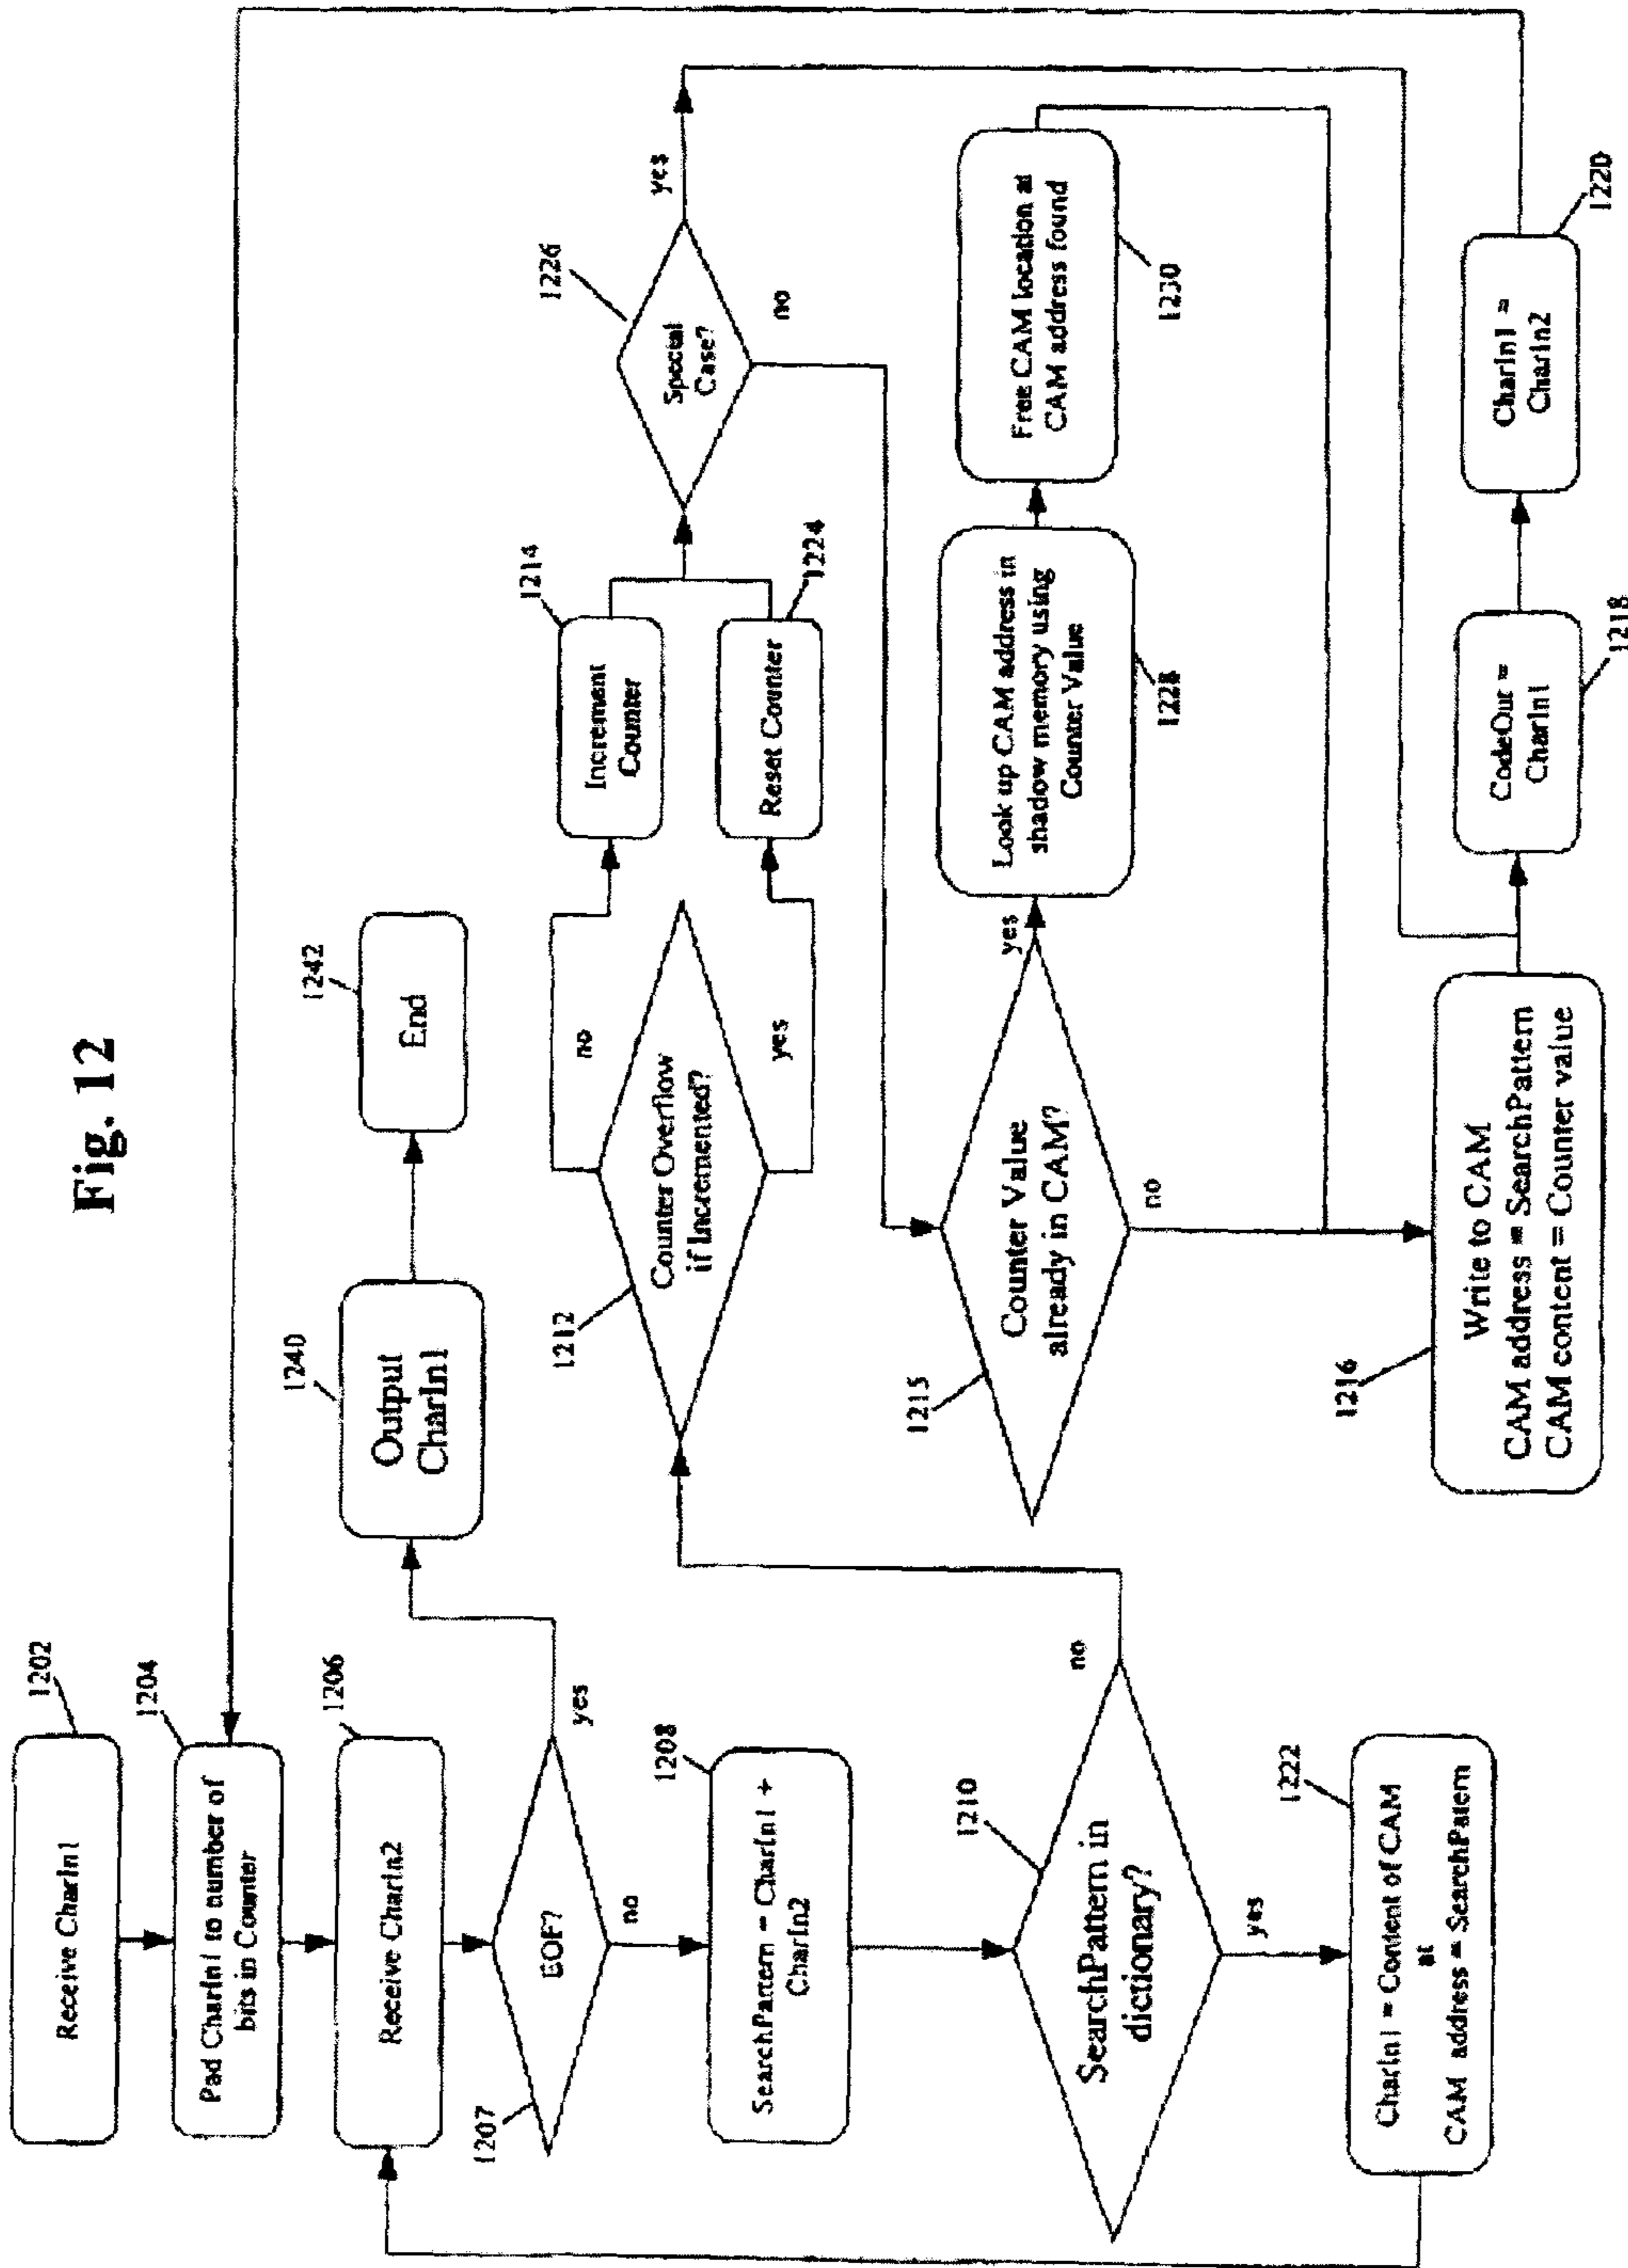 Fig. 12
1202
Receive CharIn1
1204
Pad CharIn1 to number of
bits in Counter
1206
Receive CharIn2
1207
EOF?
yes
no
1240
Output
CharIn1
1242
End
1208
SearchPattern = CharIn1 +
CharIn2
1210
SearchPattern in
dictionary?
no
yes
1222
CharIn1 = Content of CAM
at
CAM address = SearchPattern
1212
Counter Overflow
if Incremented?
no
yes
1214
Increment
Counter
1224
Reset Counter
1226
Special
Case?
yes
no
1215
Counter Value
already in CAM?
yes
no
1228
Look up CAM address in
shadow memory using
Counter Value
1230
Free CAM location at
CAM address found
1216
Write to CAM
CAM address = SearchPattern
CAM content = Counter value
1218
CodeOut =
CharIn1
1220
CharIn1 =
CharIn2